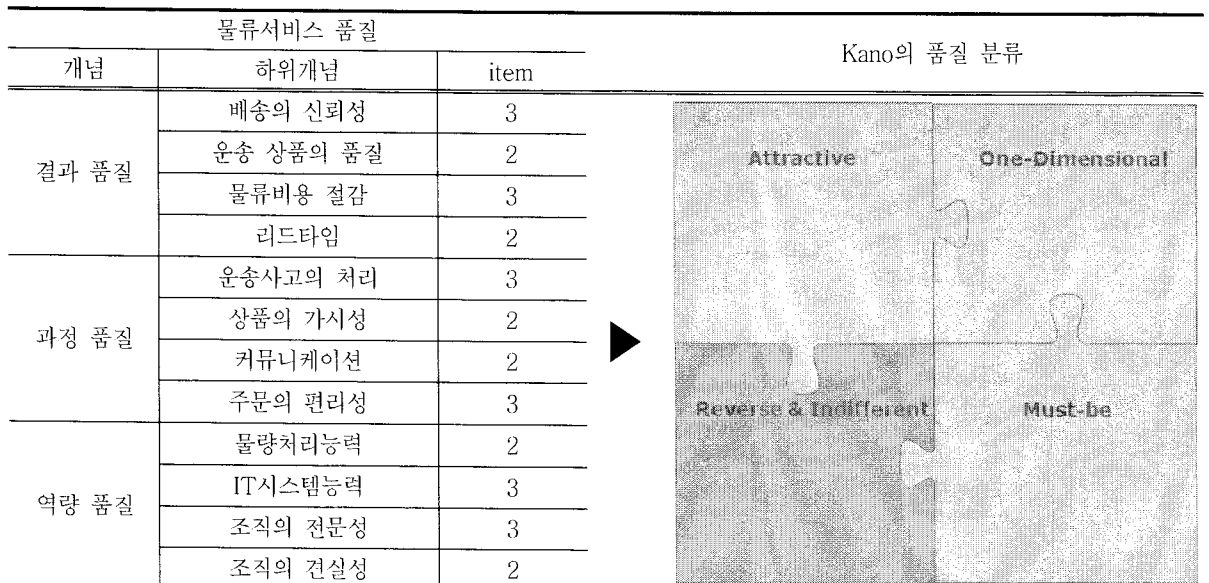 물류서비스 품질
Kano의 품질 분류
개념 하위개념 item
배송의 신뢰성 3
운송 상품의 품질 2
결과 품질
물류비용 절감 3
리드타임 2
운송사고의 처리 3
상품의 가시성 2
과정 품질
커뮤니케이션 2
주문의 편리성 3
물량처리능력 2
IT시스템능력 3
역량 품질
조직의 전문성 3
조직의 견실성 2
Attractive One-Dimensional
Reverse & Indifferent Must-be